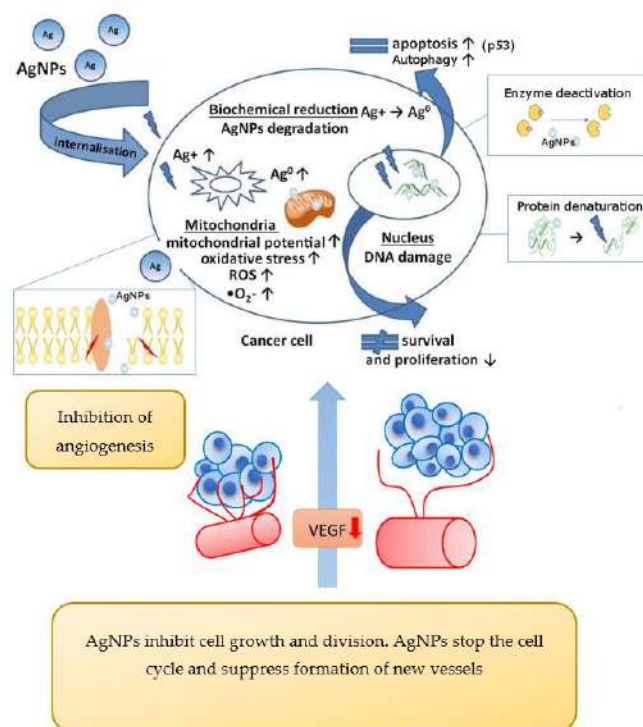 Ag
Ag
Ag
AgNPs
internalisation
apoptosis ↑ (p53)
Autophagy ↑
Biochemical reduction Ag+ → Ag⁰
AgNPs degradation
Enzyme deactivation
AgNPs
Ag+ ↑
Ag⁰ ↑
Protein denaturation
Mitochondria
mitochondrial potential ↑
oxidative stress ↑
ROS ↑
•O₂⁻ ↑
Nucleus
DNA damage
Ag
AgNPs
Cancer cell
survival
and proliferation ↓
Inhibition of
angiogenesis
VEGF
AgNPs inhibit cell growth and division. AgNPs stop the cell
cycle and suppress formation of new vessels